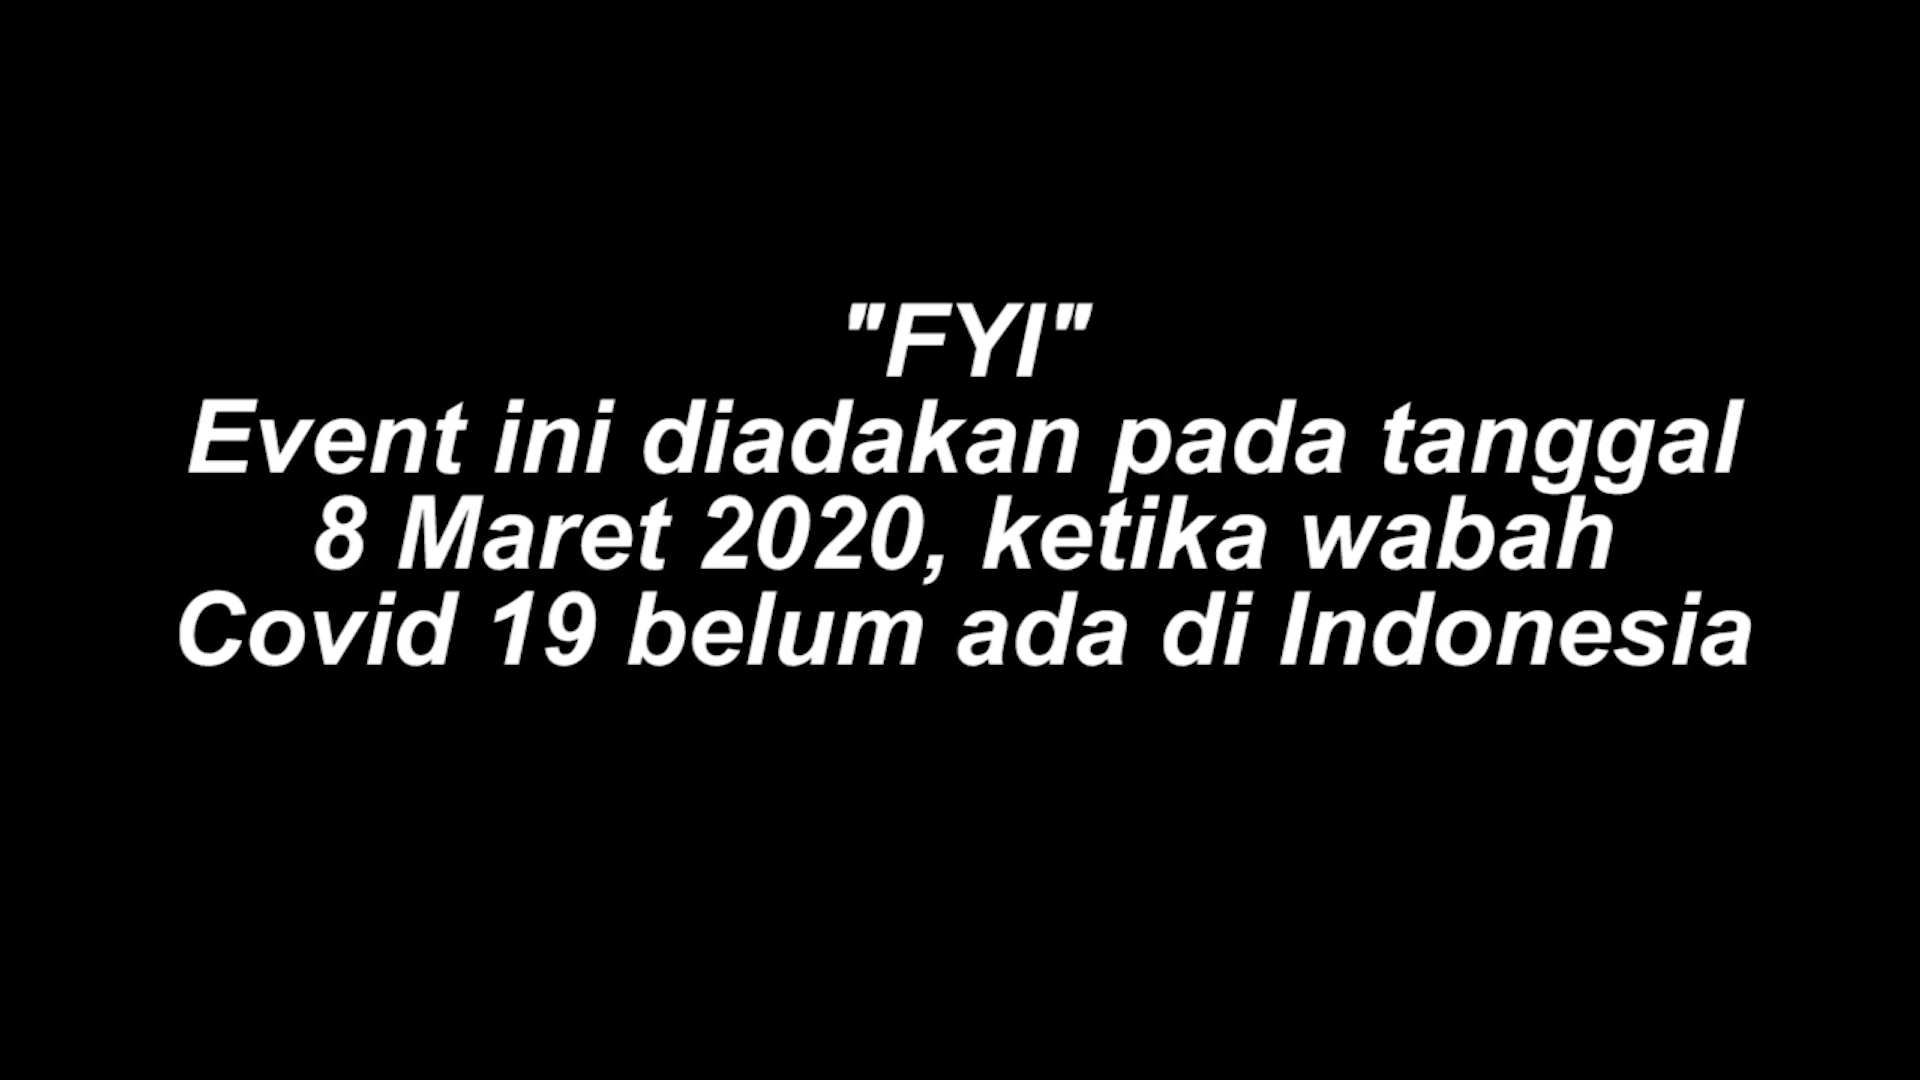 "FYI"
Event ini diadakan pada tanggal
8 Maret 2020, ketika wabah
Covid 19 belum ada di Indonesia